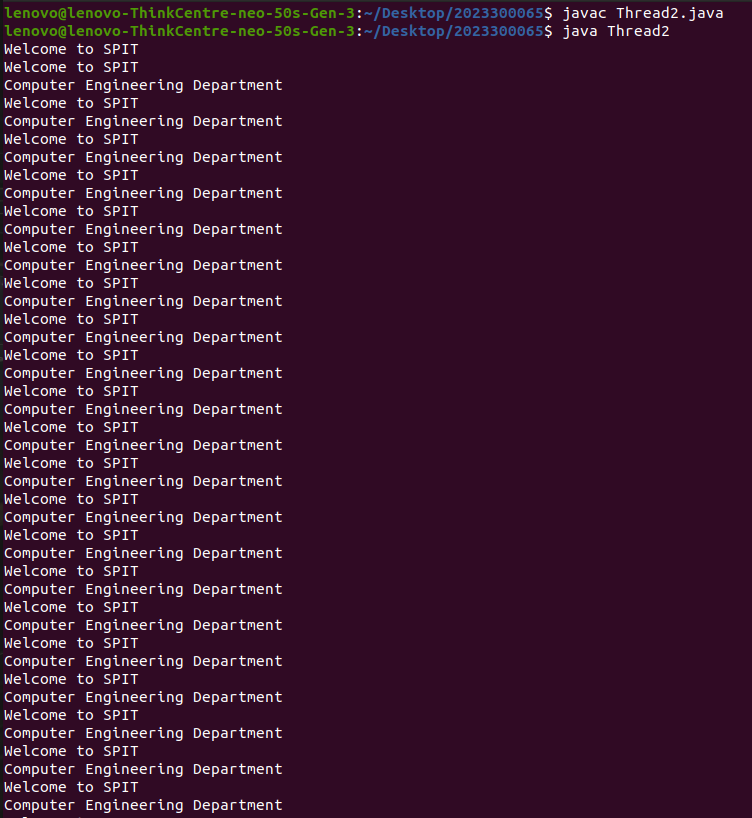 lenovo@lenovo-ThinkCentre-neo-50s-Gen-3:~/Desktop/2023300065$ javac Thread2.java
lenovo@lenovo-ThinkCentre-neo-50s-Gen-3:~/Desktop/2023300065$ java Thread2
Welcome to SPIT
Welcome to SPIT
Computer Engineering Department
Welcome to SPIT
Computer Engineering Department
Welcome to SPIT
Computer Engineering Department
Welcome to SPIT
Computer Engineering Department
Welcome to SPIT
Computer Engineering Department
Welcome to SPIT
Computer Engineering Department
Welcome to SPIT
Computer Engineering Department
Welcome to SPIT
Computer Engineering Department
Welcome to SPIT
Computer Engineering Department
Welcome to SPIT
Computer Engineering Department
Welcome to SPIT
Computer Engineering Department
Welcome to SPIT
Computer Engineering Department
Welcome to SPIT
Computer Engineering Department
Welcome to SPIT
Computer Engineering Department
Welcome to SPIT
Computer Engineering Department
Welcome to SPIT
Computer Engineering Department
Welcome to SPIT
Computer Engineering Department
Welcome to SPIT
Computer Engineering Department
Welcome to SPIT
Computer Engineering Department
Welcome to SPIT
Computer Engineering Department
Welcome to SPIT
Computer Engineering Department